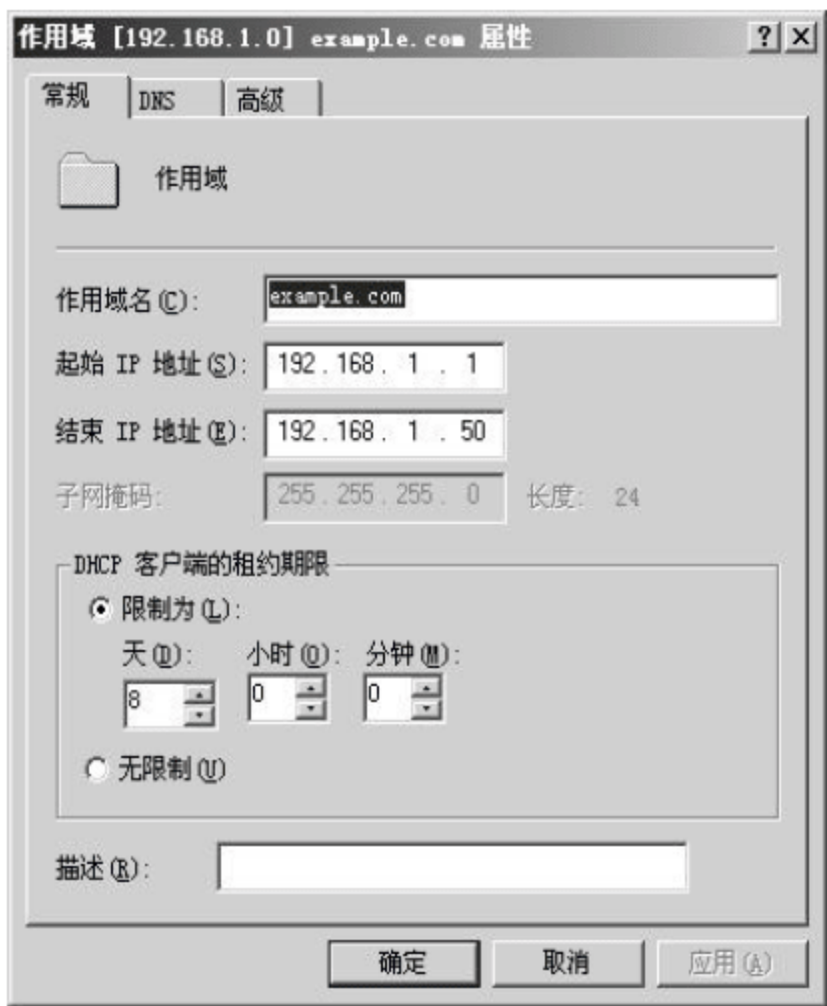 作用域 [192.168.1.0] example.com 属性
常规 DNS 高级
作用域
作用域名(C): example.com
起始 IP 地址(S): 192.168.1.1
结束 IP 地址(E): 192.168.1.50
子网掩码: 255.255.255.0 长度: 24
DHCP 客户端的租约期限
限制为(L):
天(D): 小时(O): 分钟(M):
8 0 0
无限制(U)
描述(R):
确定 取消 应用(A)